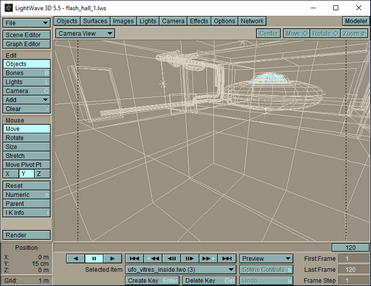 LightWave 3D 5.5 - flash_hall_1.lws
File
Objects
Surfaces
Images
Lights
Camera
Effects
Options
Network
Modeler
Scene Editor
Graph Editor
Camera View
Center
Move
Rotate
Zoom
Edit
Objects
Bones
Lights
Camera
Add
Clear
Mouse
Move
Rotate
Size
Stretch
Move Pivot Pt
X Y Z
Reset
Numeric
Parent
I K Info
Render
Position
X: 0 m
Y: 15 cm
Z: 0 m
Grid: 1 m
120
Preview
First Frame 1
Selected Item
ufo_vitres_inside.lwo (3)
Spline Controls
Last Frame 120
Create Key
Delete Key
Undo
Frame Step 1